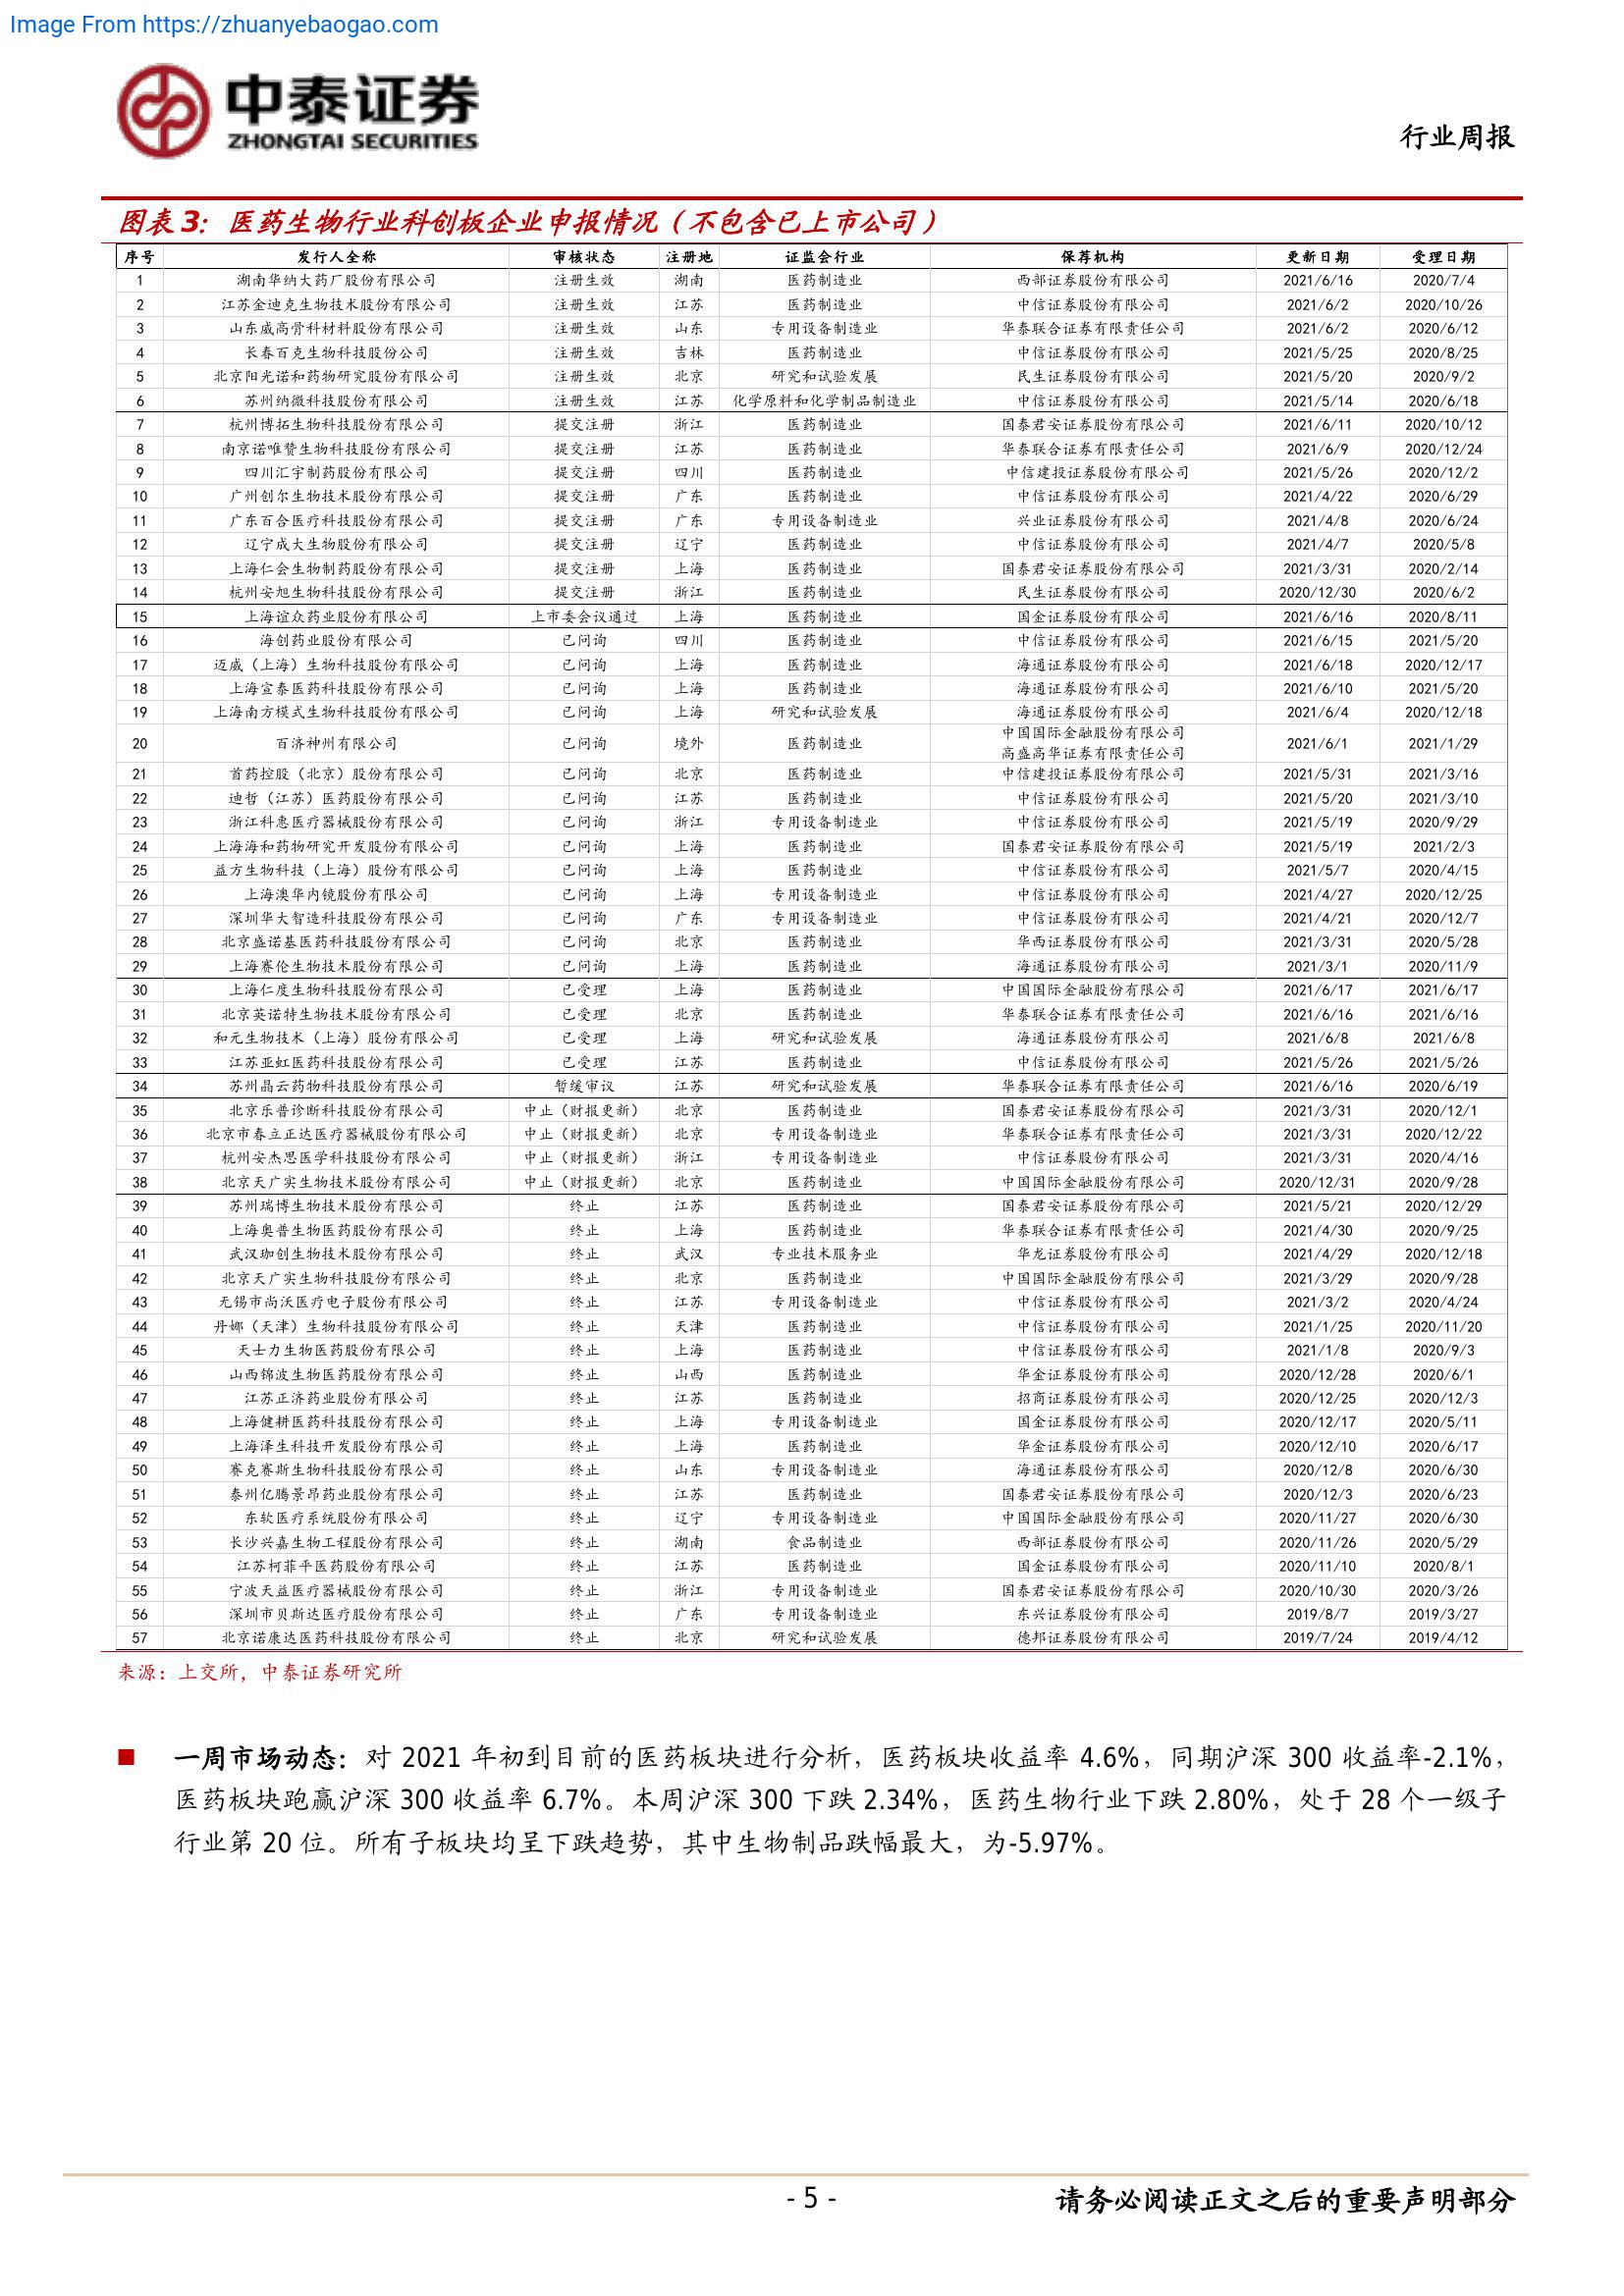 Image From https://zhuanyebaogao.com
中泰证券
ZHONGTAI SECURITIES
行业周报
图表3：医药生物行业科创板企业申报情况（不包含已上市公司）
序号 发行人全称 审核状态 注册地 证监会行业 保荐机构 更新日期 受理日期
1 湖南华纳大药厂股份有限公司 注册生效 湖南 医药制造业 西部证券股份有限公司 2021/6/16 2020/7/4
2 江苏金迪克生物技术股份有限公司 注册生效 江苏 医药制造业 中信证券股份有限公司 2021/6/2 2020/10/26
3 山东威高骨科材料股份有限公司 注册生效 山东 专用设备制造业 华泰联合证券有限责任公司 2021/6/2 2020/6/12
4 长春百克生物科技股份公司 注册生效 吉林 医药制造业 中信证券股份有限公司 2021/5/25 2020/8/25
5 北京阳光诺和药物研究股份有限公司 注册生效 北京 研究和试验发展 民生证券股份有限公司 2021/5/20 2020/9/2
6 苏州纳微科技股份有限公司 注册生效 江苏 化学原料和化学制品制造业 中信证券股份有限公司 2021/5/14 2020/6/18
7 杭州博拓生物科技股份有限公司 提交注册 浙江 医药制造业 国泰君安证券股份有限公司 2021/6/11 2020/10/12
8 南京诺唯赞生物科技股份有限公司 提交注册 江苏 医药制造业 华泰联合证券有限责任公司 2021/6/9 2020/12/24
9 四川汇宇制药股份有限公司 提交注册 四川 医药制造业 中信建投证券股份有限公司 2021/5/26 2020/12/2
10 广州创尔生物技术股份有限公司 提交注册 广东 医药制造业 中信证券股份有限公司 2021/4/22 2020/6/29
11 广东百合医疗科技股份有限公司 提交注册 广东 专用设备制造业 兴业证券股份有限公司 2021/4/8 2020/6/24
12 辽宁成大生物股份有限公司 提交注册 辽宁 医药制造业 中信证券股份有限公司 2021/4/7 2020/5/8
13 上海仁会生物制药股份有限公司 提交注册 上海 医药制造业 国泰君安证券股份有限公司 2021/3/31 2020/2/14
14 杭州安旭生物科技股份有限公司 提交注册 浙江 医药制造业 民生证券股份有限公司 2020/12/30 2020/6/2
15 上海谊众药业股份有限公司 上市委会议通过 上海 医药制造业 国金证券股份有限公司 2021/6/16 2020/8/11
16 海创药业股份有限公司 已问询 四川 医药制造业 中信证券股份有限公司 2021/6/15 2021/5/20
17 迈威（上海）生物科技股份有限公司 已问询 上海 医药制造业 海通证券股份有限公司 2021/6/18 2020/12/17
18 上海宣泰医药科技股份有限公司 已问询 上海 医药制造业 海通证券股份有限公司 2021/6/10 2021/5/20
19 上海南方模式生物科技股份有限公司 已问询 上海 研究和试验发展 海通证券股份有限公司 2021/6/4 2020/12/18
20 百济神州有限公司 已问询 境外 医药制造业 中国国际金融股份有限公司 高盛高华证券有限责任公司 2021/6/1 2021/1/29
21 首药控股（北京）股份有限公司 已问询 北京 医药制造业 中信建投证券股份有限公司 2021/5/31 2021/3/16
22 迪哲（江苏）医药股份有限公司 已问询 江苏 医药制造业 中信证券股份有限公司 2021/5/20 2021/3/10
23 浙江科惠医疗器械股份有限公司 已问询 浙江 专用设备制造业 中信证券股份有限公司 2021/5/19 2020/9/29
24 上海海和药物研究开发股份有限公司 已问询 上海 医药制造业 国泰君安证券股份有限公司 2021/5/19 2021/2/3
25 益方生物科技（上海）股份有限公司 已问询 上海 医药制造业 中信证券股份有限公司 2021/5/7 2020/4/15
26 上海澳华内镜股份有限公司 已问询 上海 专用设备制造业 中信证券股份有限公司 2021/4/27 2020/12/25
27 深圳华大智造科技股份有限公司 已问询 广东 专用设备制造业 中信证券股份有限公司 2021/4/21 2020/12/7
28 北京盛诺基医药科技股份有限公司 已问询 北京 医药制造业 华西证券股份有限公司 2021/3/31 2020/5/28
29 上海赛伦生物技术股份有限公司 已问询 上海 医药制造业 海通证券股份有限公司 2021/3/1 2020/11/9
30 上海仁度生物科技股份有限公司 已受理 上海 医药制造业 中国国际金融股份有限公司 2021/6/17 2021/6/17
31 北京英诺特生物技术股份有限公司 已受理 北京 医药制造业 华泰联合证券有限责任公司 2021/6/16 2021/6/16
32 和元生物技术（上海）股份有限公司 已受理 上海 研究和试验发展 海通证券股份有限公司 2021/6/8 2021/6/8
33 江苏亚虹医药科技股份有限公司 已受理 江苏 医药制造业 中信证券股份有限公司 2021/5/26 2021/5/26
34 苏州晶云药物科技股份有限公司 暂缓审议 江苏 研究和试验发展 华泰联合证券有限责任公司 2021/6/16 2020/6/19
35 北京乐普诊断科技股份有限公司 中止（财报更新） 北京 医药制造业 国泰君安证券股份有限公司 2021/3/31 2020/12/1
36 北京市春立正达医疗器械股份有限公司 中止（财报更新） 北京 专用设备制造业 华泰联合证券有限责任公司 2021/3/31 2020/12/22
37 杭州安杰思医学科技股份有限公司 中止（财报更新） 浙江 专用设备制造业 中信证券股份有限公司 2021/3/31 2020/4/16
38 北京天广实生物技术股份有限公司 中止（财报更新） 北京 医药制造业 中国国际金融股份有限公司 2020/12/31 2020/9/28
39 苏州瑞博生物技术股份有限公司 终止 江苏 医药制造业 国泰君安证券股份有限公司 2021/5/21 2020/12/29
40 上海奥普生物医药股份有限公司 终止 上海 医药制造业 华泰联合证券有限责任公司 2021/4/30 2020/9/25
41 武汉珈创生物技术股份有限公司 终止 武汉 专业技术服务业 华龙证券股份有限公司 2021/4/29 2020/12/18
42 北京天广实生物科技股份有限公司 终止 北京 医药制造业 中国国际金融股份有限公司 2021/3/29 2020/9/28
43 无锡市尚沃医疗电子股份有限公司 终止 江苏 专用设备制造业 中信证券股份有限公司 2021/3/2 2020/4/24
44 丹娜（天津）生物科技股份有限公司 终止 天津 医药制造业 中信证券股份有限公司 2021/1/25 2020/11/20
45 天士力生物医药股份有限公司 终止 上海 医药制造业 中信证券股份有限公司 2021/1/8 2020/9/3
46 山西锦波生物医药股份有限公司 终止 山西 医药制造业 华金证券股份有限公司 2020/12/28 2020/6/1
47 江苏正济药业股份有限公司 终止 江苏 医药制造业 招商证券股份有限公司 2020/12/25 2020/12/3
48 上海健耕医药科技股份有限公司 终止 上海 专用设备制造业 国金证券股份有限公司 2020/12/17 2020/5/11
49 上海泽生科技开发股份有限公司 终止 上海 医药制造业 华金证券股份有限公司 2020/12/10 2020/6/17
50 赛克赛斯生物科技股份有限公司 终止 山东 专用设备制造业 海通证券股份有限公司 2020/12/8 2020/6/30
51 泰州亿腾景昂药业股份有限公司 终止 江苏 医药制造业 国泰君安证券股份有限公司 2020/12/3 2020/6/23
52 东软医疗系统股份有限公司 终止 辽宁 专用设备制造业 中国国际金融股份有限公司 2020/11/27 2020/6/30
53 长沙兴嘉生物工程股份有限公司 终止 湖南 食品制造业 西部证券股份有限公司 2020/11/26 2020/5/29
54 江苏柯菲平医药股份有限公司 终止 江苏 医药制造业 国金证券股份有限公司 2020/11/10 2020/8/1
55 宁波天益医疗器械股份有限公司 终止 浙江 专用设备制造业 国泰君安证券股份有限公司 2020/10/30 2020/3/26
56 深圳市贝斯达医疗股份有限公司 终止 广东 专用设备制造业 东兴证券股份有限公司 2019/8/7 2019/3/27
57 北京诺康达医药科技股份有限公司 终止 北京 研究和试验发展 德邦证券股份有限公司 2019/7/24 2019/4/12
来源：上交所，中泰证券研究所
一周市场动态：对 2021 年初到目前的医药板块进行分析，医药板块收益率 4.6%，同期沪深 300 收益率-2.1%，
医药板块跑赢沪深 300 收益率 6.7%。本周沪深 300 下跌 2.34%，医药生物行业下跌 2.80%，处于 28 个一级子
行业第 20 位。所有子板块均呈下跌趋势，其中生物制品跌幅最大，为-5.97%。
- 5 -
请务必阅读正文之后的重要声明部分